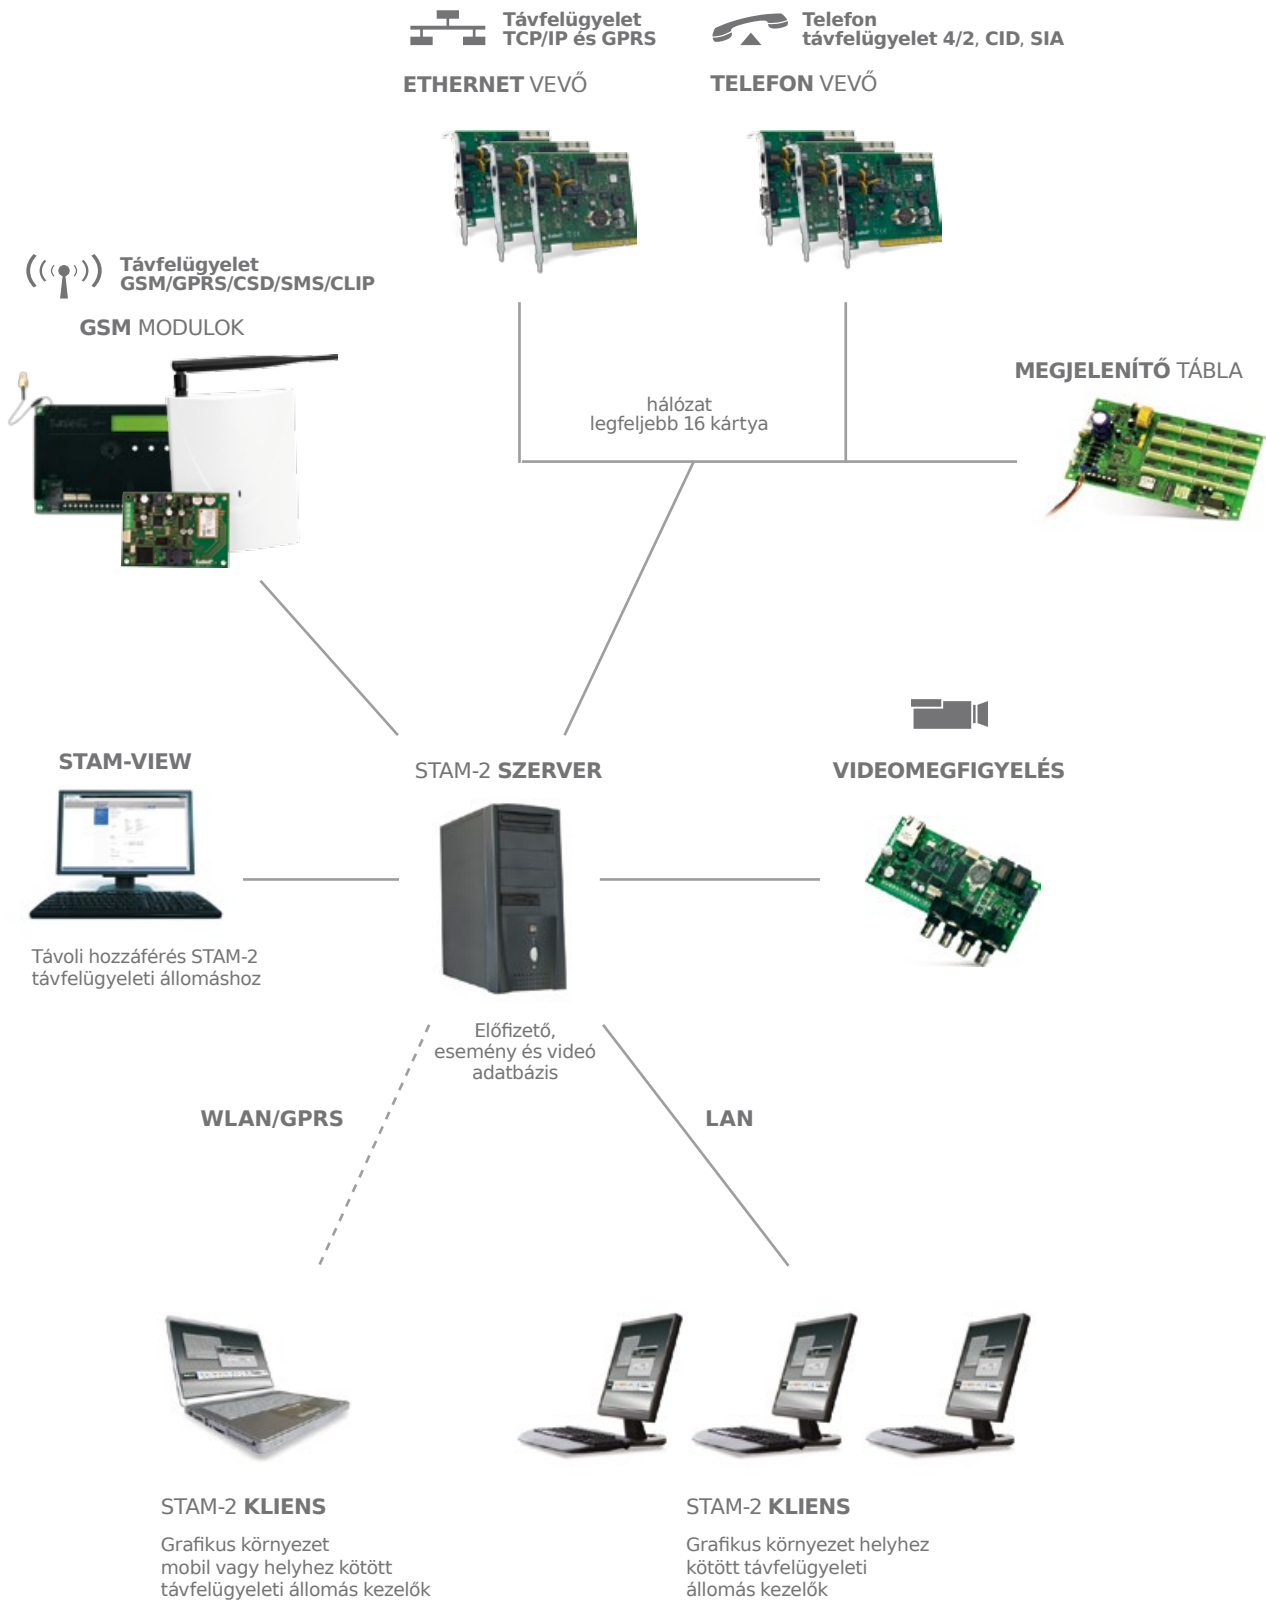 Távfelügyelet
TCP/IP és GPRS
ETHERNET VEVŐ
Telefon
távfelügyelet 4/2, CID, SIA
TELEFON VEVŐ
Távfelügyelet
GSM/GPRS/CSD/SMS/CLIP
GSM MODULOK
hálózat
legfeljebb 16 kártya
MEGJELENÍTŐ TÁBLA
STAM-VIEW
Távoli hozzáférés STAM-2
távfelügyeleti állomáshoz
STAM-2 SZERVER
Előfizető,
esemény és videó
adatbázis
VIDEOMEGFIGYELÉS
WLAN/GPRS
LAN
STAM-2 KLIENS
Grafikus környezet
mobil vagy helyhez kötött
távfelügyeleti állomás kezelők
STAM-2 KLIENS
Grafikus környezet helyhez
kötött távfelügyeleti
állomás kezelők